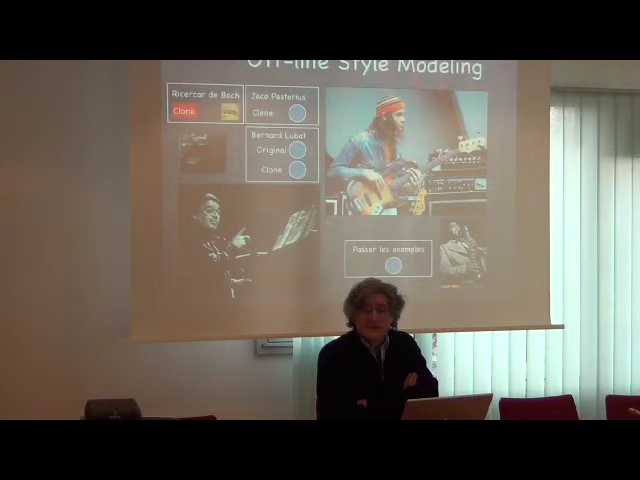 Off-line Style Modeling
Ricercar de Bach
Clone
Jaco Pastorius
Clone
Bernard Lubat
Original
Clone
Passer les exemples